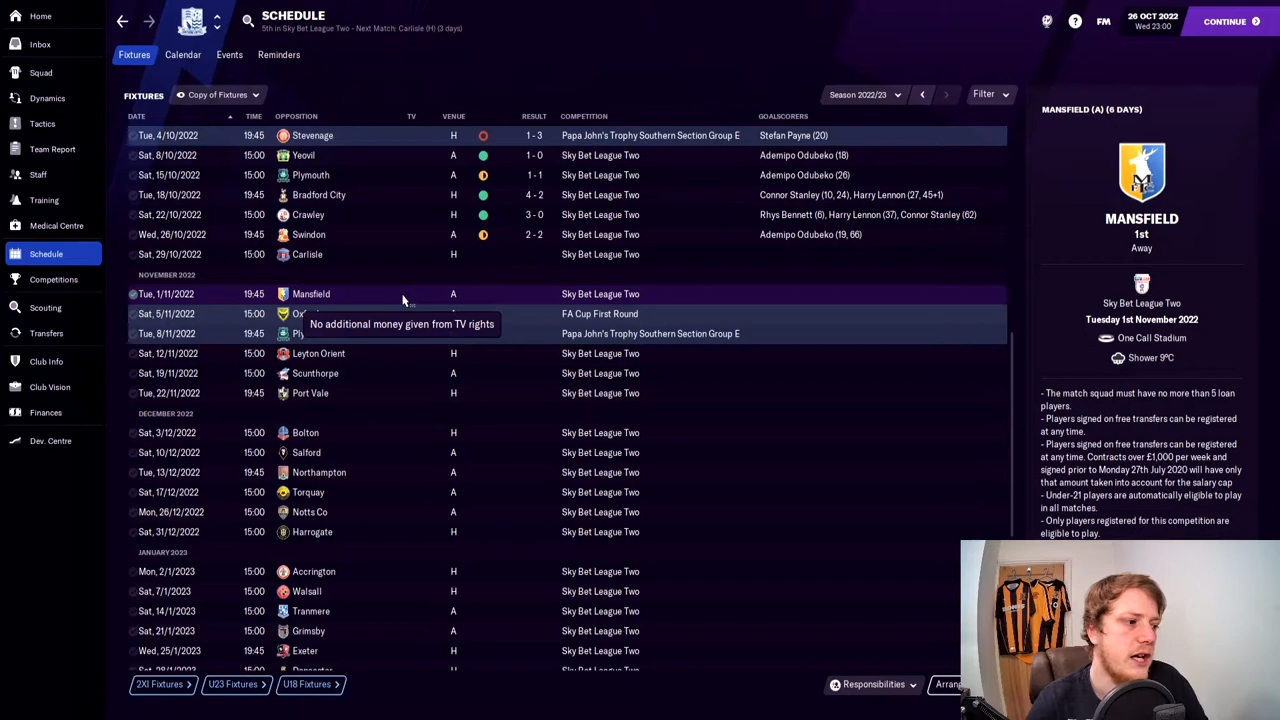 Home
SCHEDULE
5th in Sky Bet League Two - Next Match: Carlisle (H) (3 days)
FM
26 OCT 2022
Wed 23:00
CONTINUE
Inbox
Squad
Dynamics
Tactics
Team Report
Staff
Training
Medical Centre
Schedule
Competitions
Scouting
Transfers
Club Info
Club Vision
Finances
Dev. Centre
Fixtures Calendar Events Reminders
FIXTURES Copy of Fixtures Season 2022/23 Filter
DATE TIME OPPOSITION TV VENUE RESULT COMPETITION GOALSCORERS
Tue, 4/10/2022 19:45 Stevenage H 1 - 3 Papa John's Trophy Southern Section Group E Stefan Payne (20)
Sat, 8/10/2022 15:00 Yeovil A 1 - 0 Sky Bet League Two Ademipo Odubeko (18)
Sat, 15/10/2022 15:00 Plymouth A 1 - 1 Sky Bet League Two Ademipo Odubeko (26)
Tue, 18/10/2022 19:45 Bradford City H 4 - 2 Sky Bet League Two Connor Stanley (10, 24), Harry Lennon (27, 45+1)
Sat, 22/10/2022 15:00 Crawley H 3 - 0 Sky Bet League Two Rhys Bennett (6), Harry Lennon (37), Connor Stanley (62)
Wed, 26/10/2022 19:45 Swindon A 2 - 2 Sky Bet League Two Ademipo Odubeko (19, 66)
Sat, 29/10/2022 15:00 Carlisle H Sky Bet League Two
NOVEMBER 2022
Tue, 1/11/2022 19:45 Mansfield A Sky Bet League Two
Sat, 5/11/2022 15:00 FA Cup First Round
No additional money given from TV rights
Tue, 8/11/2022 19:45 A Papa John's Trophy Southern Section Group E
Sat, 12/11/2022 15:00 Leyton Orient H Sky Bet League Two
Sat, 19/11/2022 15:00 Scunthorpe A Sky Bet League Two
Tue, 22/11/2022 19:45 Port Vale H Sky Bet League Two
DECEMBER 2022
Sat, 3/12/2022 15:00 Bolton H Sky Bet League Two
Sat, 10/12/2022 15:00 Salford A Sky Bet League Two
Tue, 13/12/2022 19:45 Northampton A Sky Bet League Two
Sat, 17/12/2022 15:00 Torquay A Sky Bet League Two
Mon, 26/12/2022 15:00 Notts Co A Sky Bet League Two
Sat, 31/12/2022 15:00 Harrogate H Sky Bet League Two
JANUARY 2023
Mon, 2/1/2023 15:00 Accrington H Sky Bet League Two
Sat, 7/1/2023 15:00 Walsall H Sky Bet League Two
Sat, 14/1/2023 15:00 Tranmere A Sky Bet League Two
Sat, 21/1/2023 15:00 Grimsby A Sky Bet League Two
Wed, 25/1/2023 19:45 Exeter H Sky Bet League Two
2XI Fixtures U23 Fixtures U18 Fixtures Responsibilities
MANSFIELD (A) (6 DAYS)
MANSFIELD
1st
Away
Sky Bet League Two
Tuesday 1st November 2022
One Call Stadium
Shower 9ºC
- The match squad must have no more than 5 loan
players.
- Players signed on free transfers can be registered
at any time.
- Players signed on free transfers can be registered
at any time. Contracts over £1,000 per week and
signed prior to Monday 27th July 2020 will have only
that amount taken into account for the salary cap
- Under-21 players are automatically eligible to play
in all matches.
- Only players registered for this competition are
eligible to play.